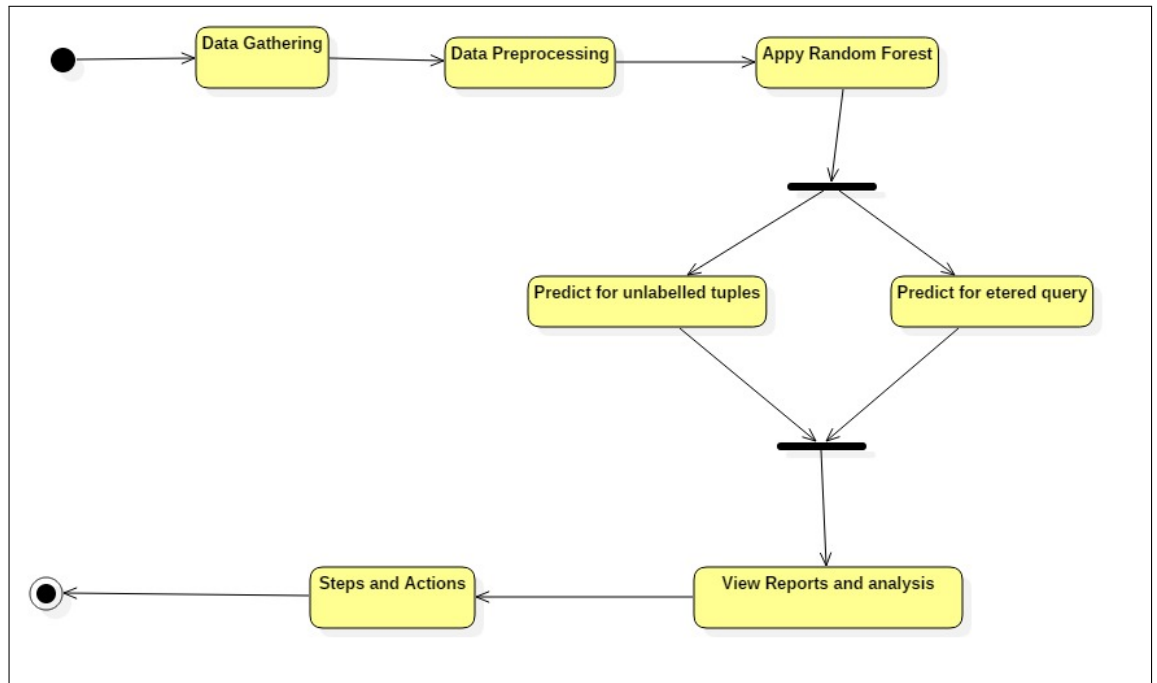 Data Gathering
Data Preprocessing
Appy Random Forest
Predict for unlabelled tuples
Predict for etered query
Steps and Actions
View Reports and analysis